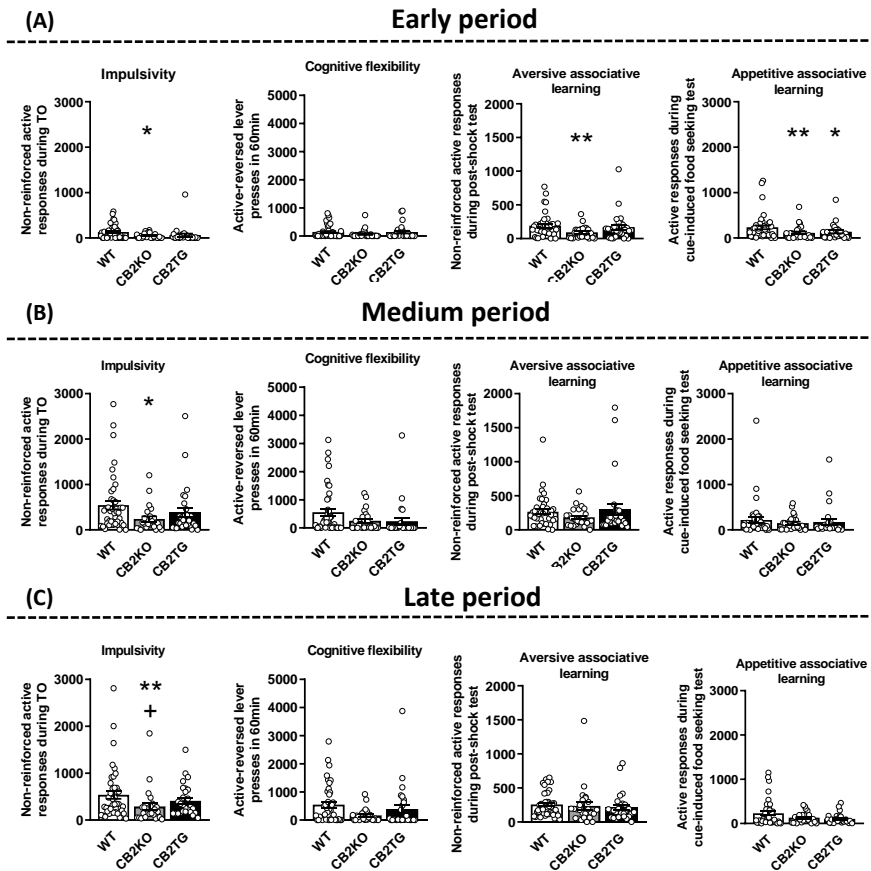 (A)
Early period
Impulsivity
Non-reinforced active
responses during TO
3000
2000
1000
0
*
WT
CB2KO
CB2TG
Cognitive flexibility
Active-reversed lever
presses in 60min
5000
4000
3000
2000
1000
0
WT
CB2KO
CB2TG
Aversive associative
learning
Non-reinforced active responses
during post-shock test
2000
1500
1000
500
0
**
WT
CB2KO
CB2TG
Appetitive associative
learning
Active responses during
cue-induced food seeking test
3000
2000
1000
0
**
*
WT
CB2KO
CB2TG
(B)
Medium period
Impulsivity
Non-reinforced active
responses during TO
3000
2000
1000
0
*
WT
CB2KO
CB2TG
Cognitive flexibility
Active-reversed lever
presses in 60min
5000
4000
3000
2000
1000
0
WT
CB2KO
CB2TG
Aversive associative
learning
Non-reinforced active responses
during post-shock test
2000
1500
1000
500
0
WT
CB2KO
CB2TG
Appetitive associative
learning
Active responses during
cue-induced food seeking test
3000
2000
1000
0
WT
CB2KO
CB2TG
(C)
Late period
Impulsivity
Non-reinforced active
responses during TO
3000
2000
1000
0
**
+
WT
CB2KO
CB2TG
Cognitive flexibility
Active-reversed lever
presses in 60min
5000
4000
3000
2000
1000
0
WT
CB2KO
CB2TG
Aversive associative
learning
Non-reinforced active responses
during post-shock test
2000
1500
1000
500
0
WT
CB2KO
CB2TG
Appetitive associative
learning
Active responses during
cue-induced food seeking test
3000
2000
1000
0
WT
CB2KO
CB2TG